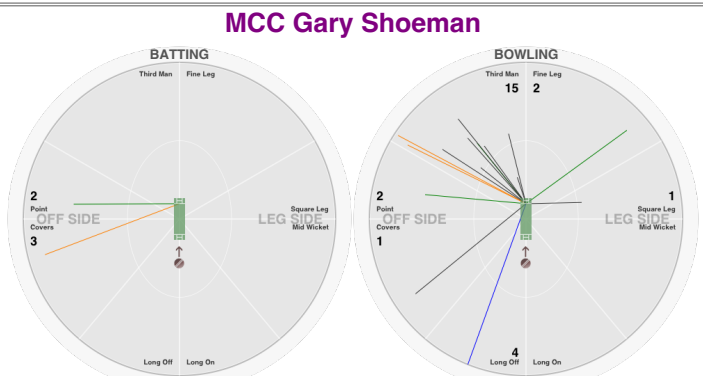 MCC Gary Shoeman
BATTING
Third Man
Fine Leg
2
Point
OFF SIDE
Covers
3
Square Leg
LEG SIDE
Mid Wicket
Long Off
Long On
BOWLING
Third Man
Fine Leg
15
2
2
Point
OFF SIDE
Covers
1
1
Square Leg
LEG SIDE
Mid Wicket
4
Long Off
Long On